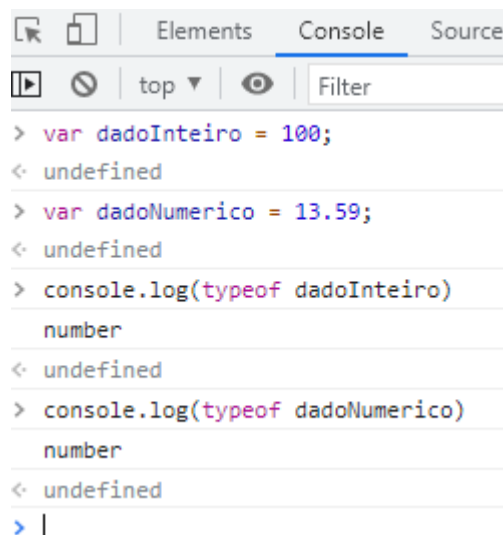 Elements Console Source
top ▼ Filter
> var dadoInteiro = 100;
<· undefined
> var dadoNumerico = 13.59;
<· undefined
> console.log(typeof dadoInteiro)
number
<· undefined
> console.log(typeof dadoNumerico)
number
<· undefined
>